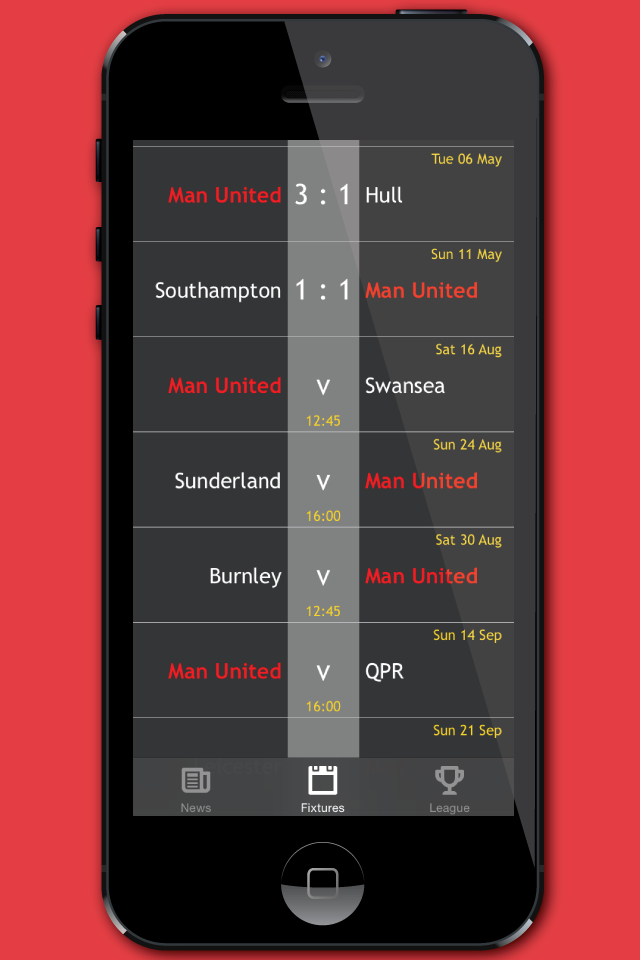 Tue 06 May
Man United 3 : 1 Hull
Sun 11 May
Southampton 1 : 1 Man United
Sat 16 Aug
Man United v Swansea
12:45
Sun 24 Aug
Sunderland v Man United
16:00
Sat 30 Aug
Burnley v Man United
12:45
Sun 14 Sep
Man United v QPR
16:00
Sun 21 Sep
News Fixtures League